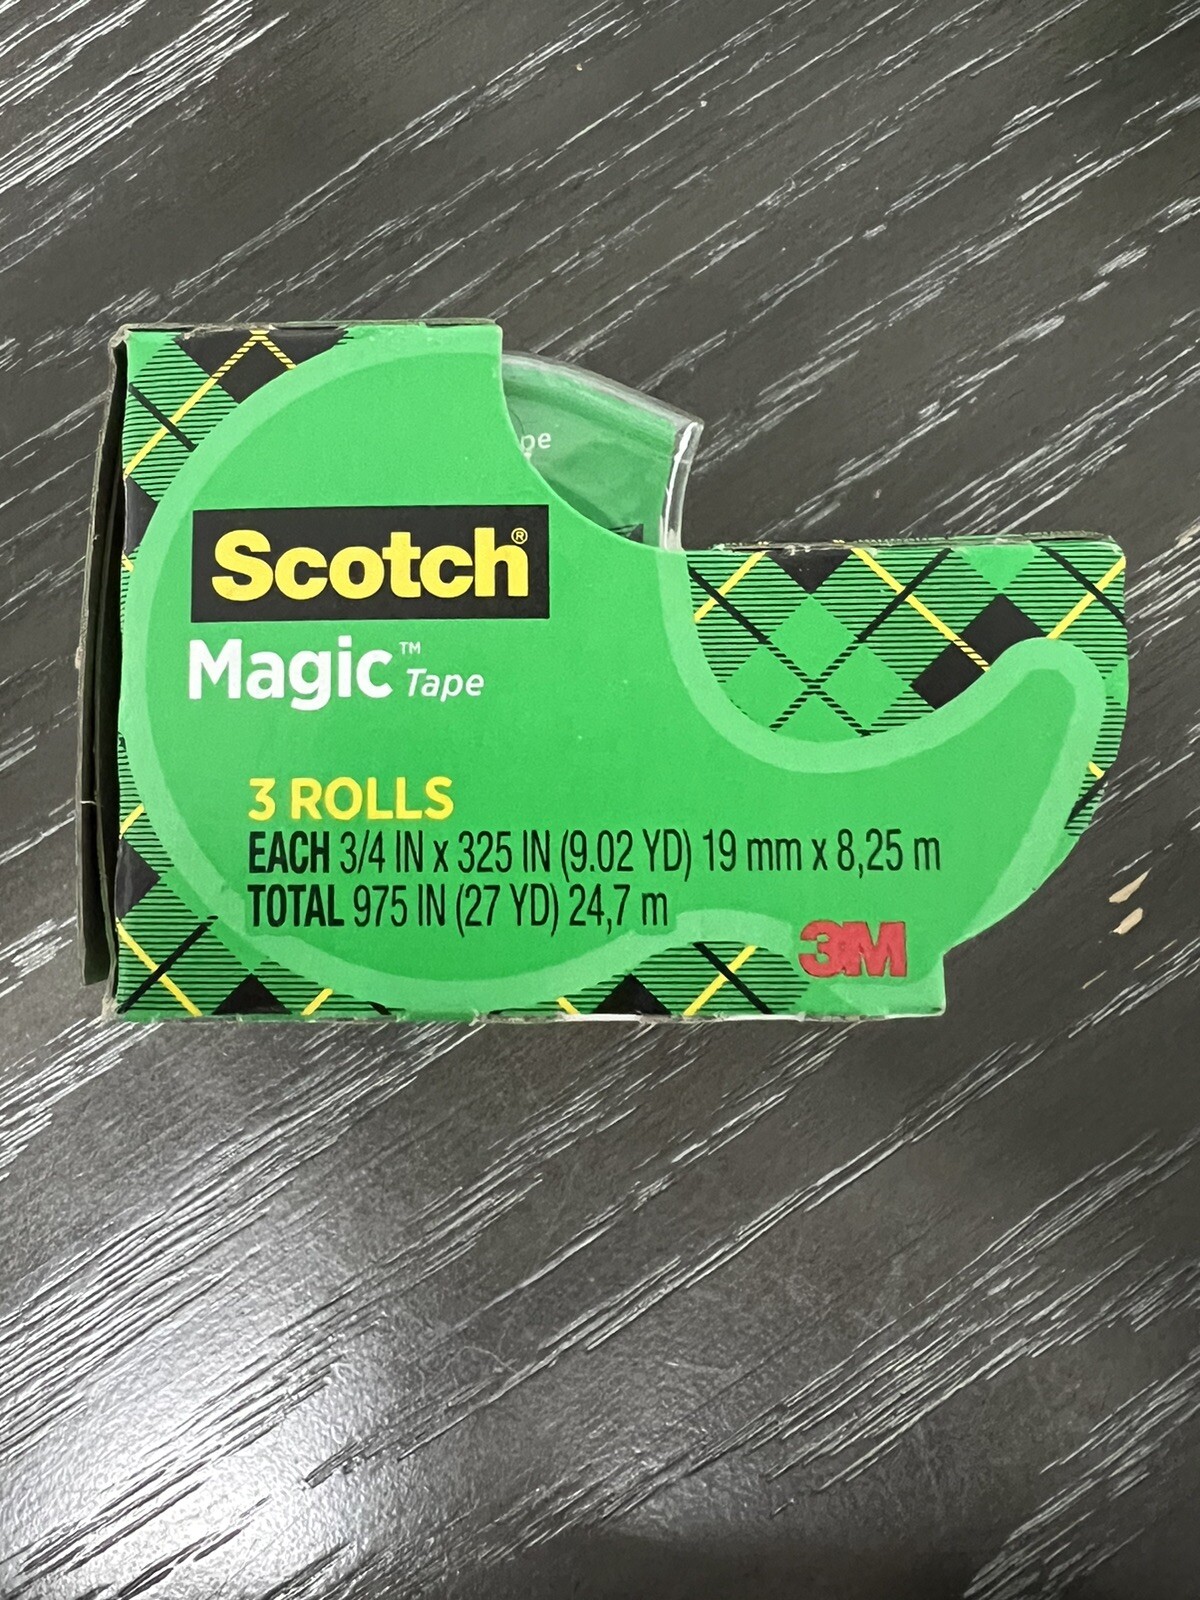 pe
Scotch®
Magic™ Tape
3 ROLLS
EACH 3/4 IN x 325 IN (9.02 YD) 19 mm x 8,25 m
TOTAL 975 IN (27 YD) 24,7 m
3M